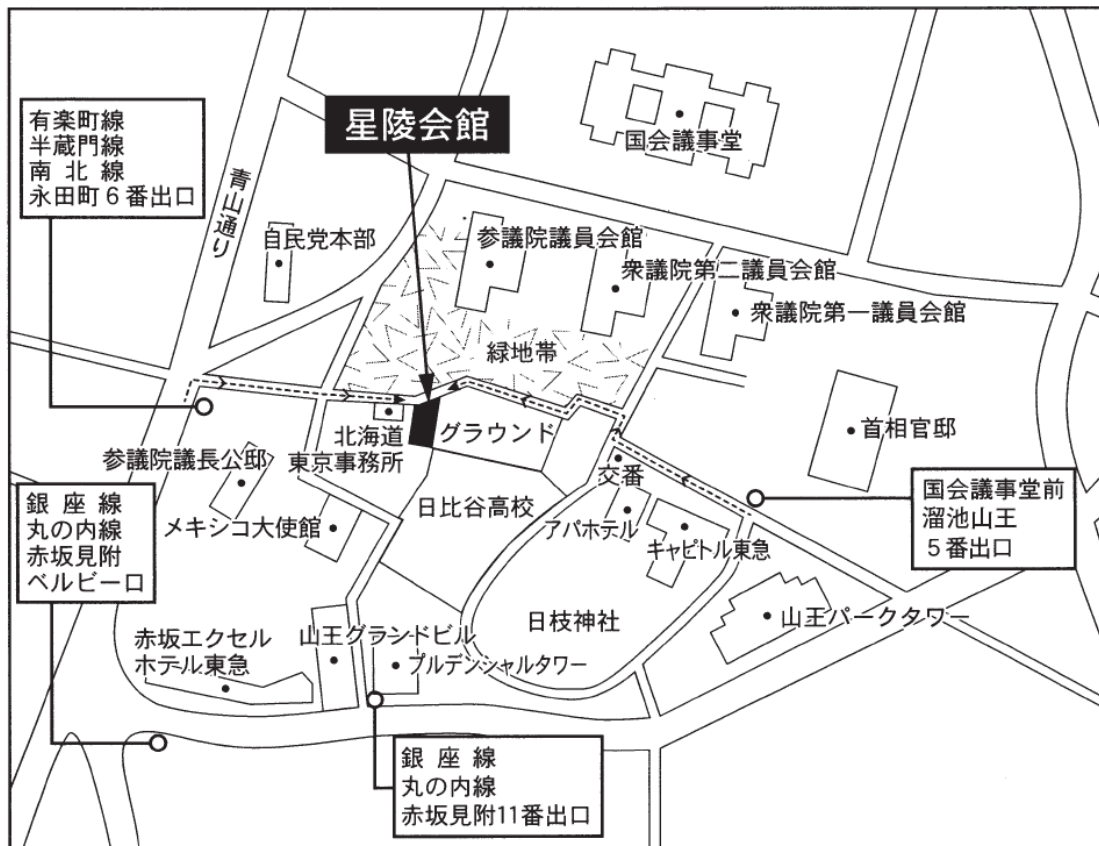 星陵会館
国会議事堂
有楽町線
半蔵門線
南北線
永田町6番出口
青山通り
自民党本部
参議院議員会館
衆議院第二議員会館
衆議院第一議員会館
緑地帯
首相官邸
北海道
東京事務所
グラウンド
参議院議長公邸
交番
国会議事堂前
溜池山王
5番出口
銀座線
丸の内線
赤坂見附
ベルビー口
メキシコ大使館
日比谷高校
アパホテル
キャピトル東急
日枝神社
山王パークタワー
赤坂エクセル
ホテル東急
山王グランドビル
プルデンシャルタワー
銀座線
丸の内線
赤坂見附11番出口